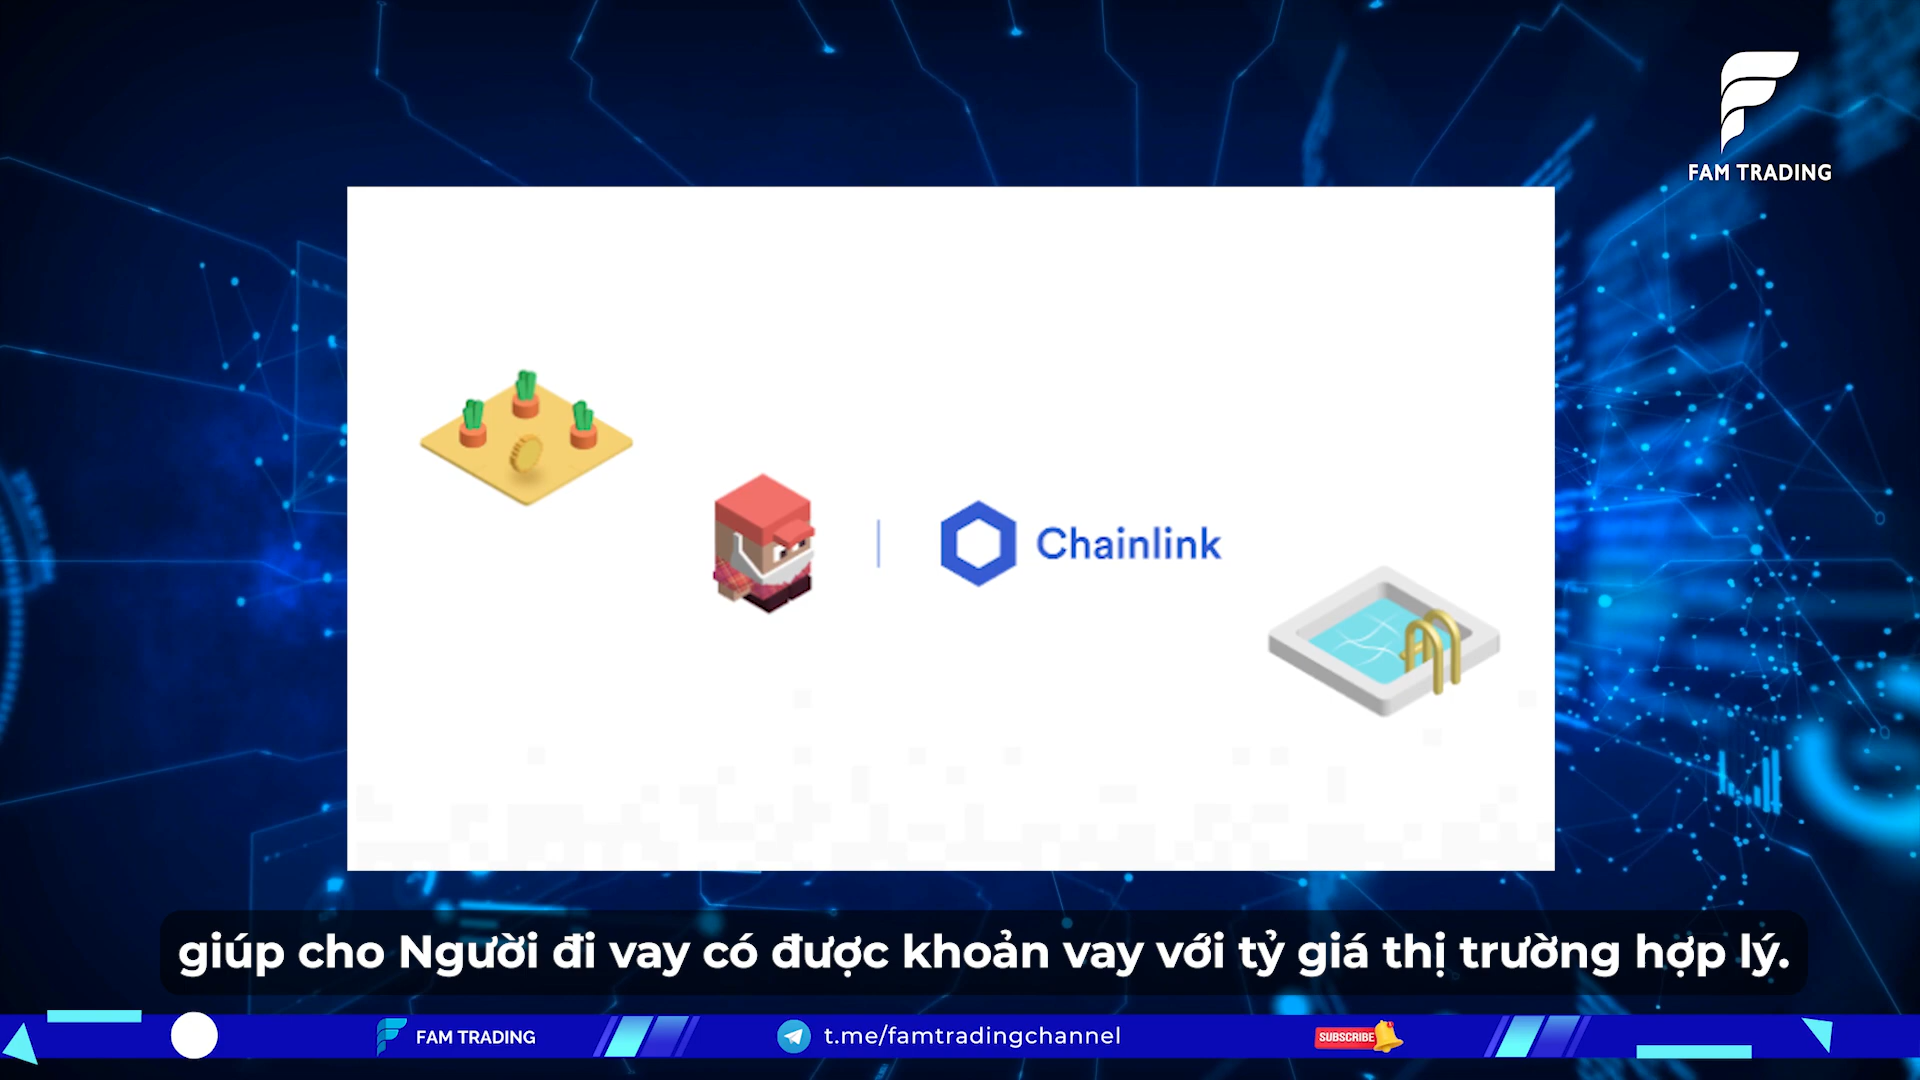 FAM TRADING
Chainlink
giúp cho Người đi vay có được khoản vay với tỷ giá thị trường hợp lý.
FAM TRADING
t.me/famtradingchannel
SUBSCRIBE